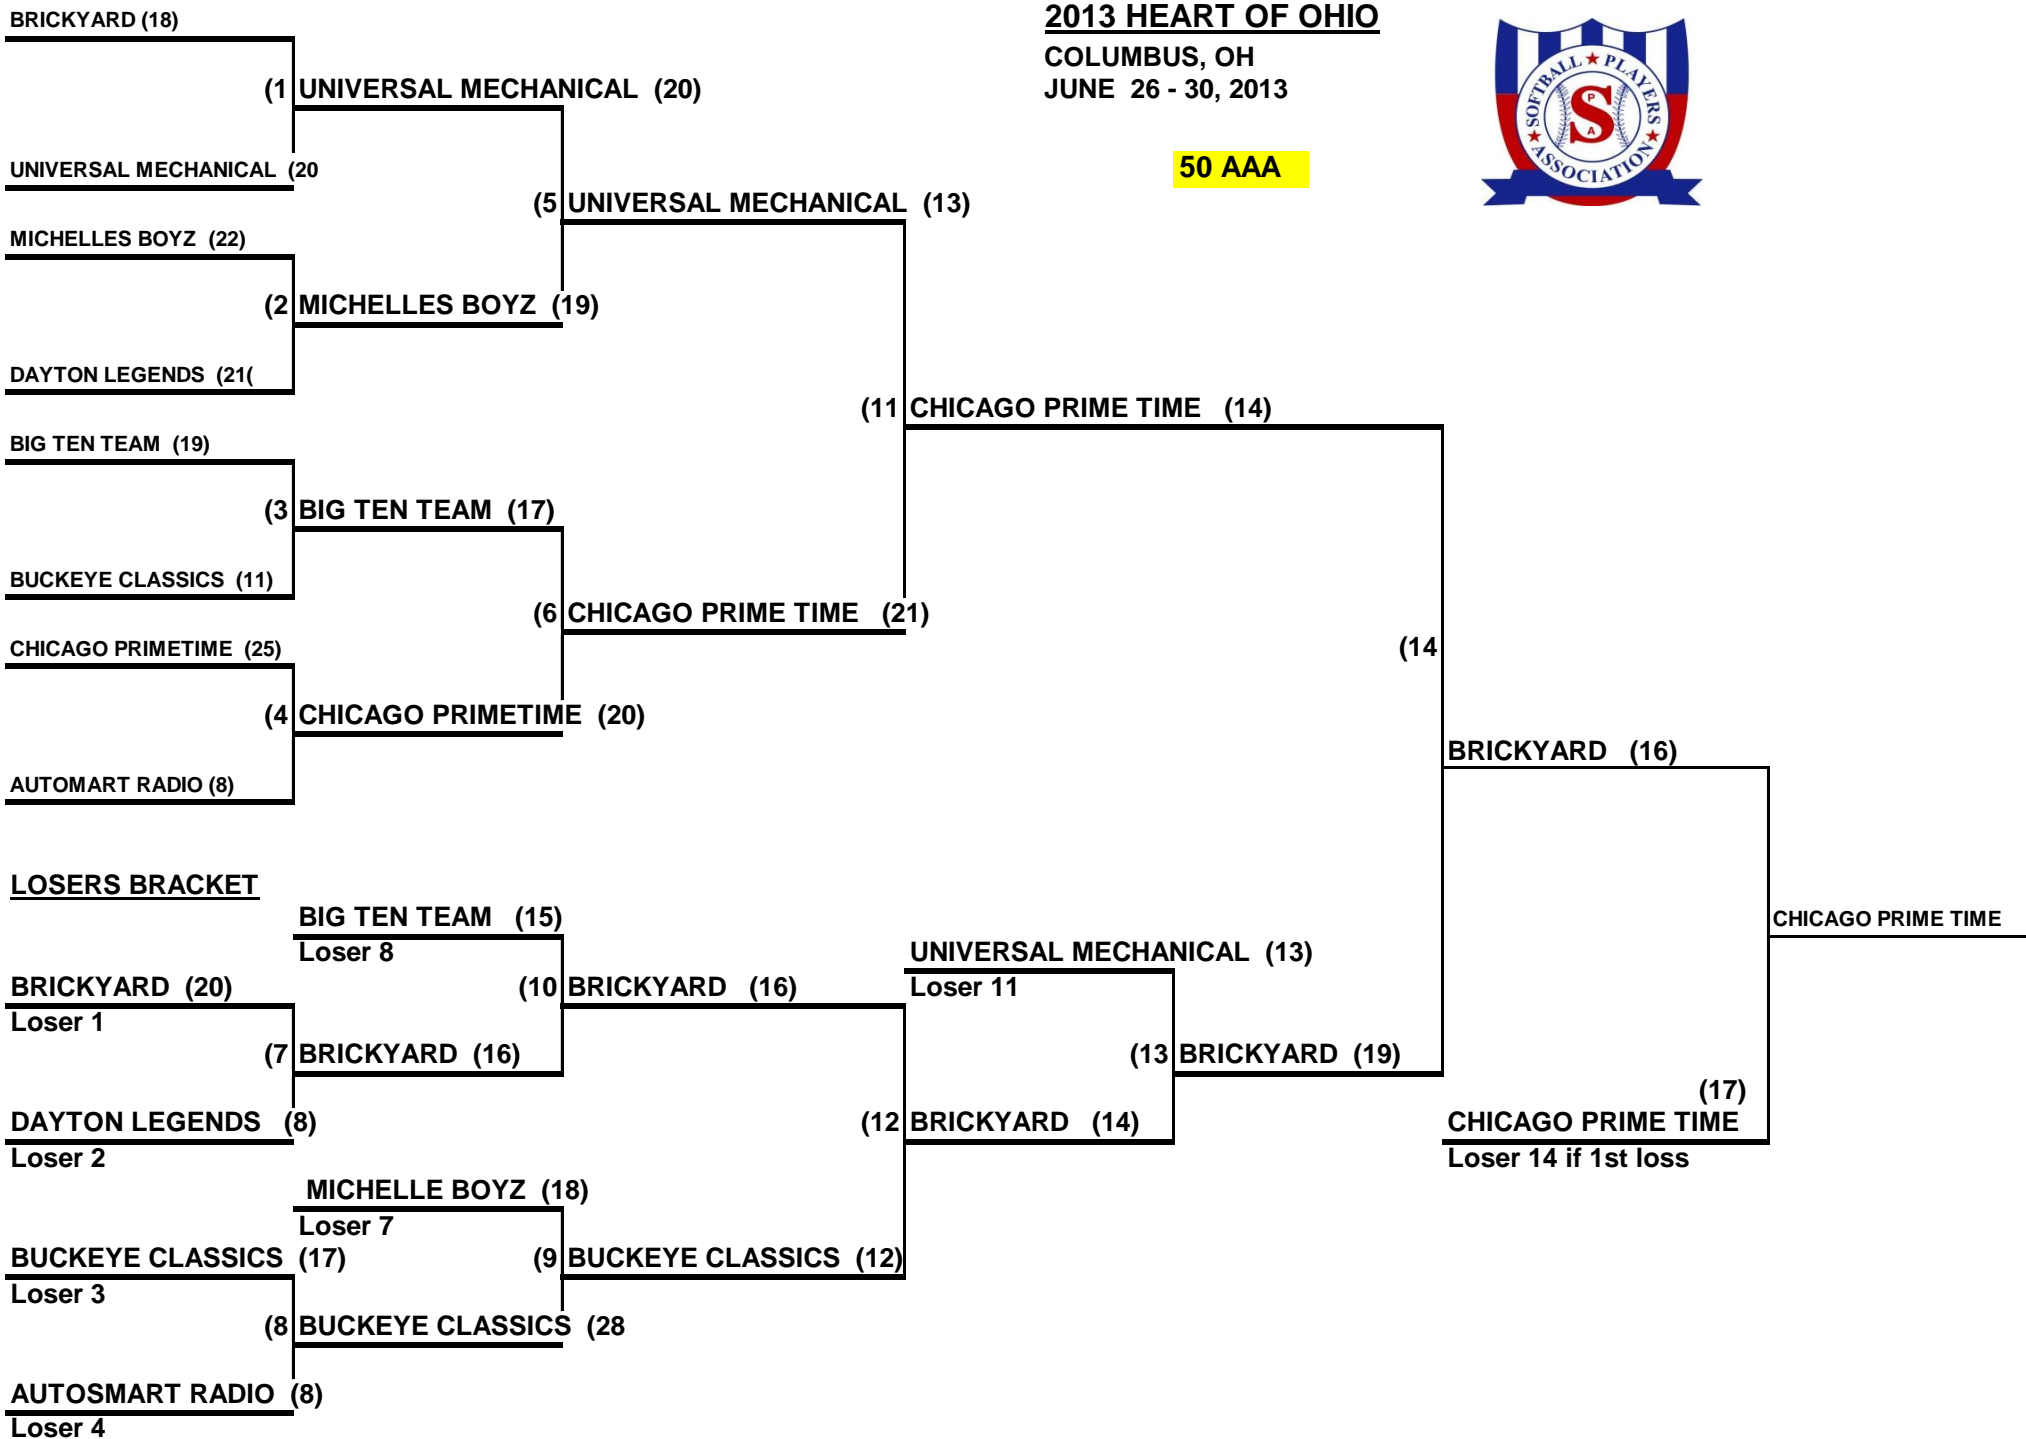 BRICKYARD (18)
2013 HEART OF OHIO
COLUMBUS, OH
JUNE 26 - 30, 2013
50 AAA
SOFTBALL ★ PLAYERS ★ ASSOCIATION ★
S
P
A
(1 UNIVERSAL MECHANICAL (20)
UNIVERSAL MECHANICAL (20
(5 UNIVERSAL MECHANICAL (13)
MICHELLES BOYZ (22)
(2 MICHELLES BOYZ (19)
DAYTON LEGENDS (21(
(11 CHICAGO PRIME TIME (14)
BIG TEN TEAM (19)
(3 BIG TEN TEAM (17)
BUCKEYE CLASSICS (11)
(6 CHICAGO PRIME TIME (21)
CHICAGO PRIMETIME (25)
(14
(4 CHICAGO PRIMETIME (20)
BRICKYARD (16)
AUTOMART RADIO (8)
LOSERS BRACKET
BIG TEN TEAM (15)
Loser 8
CHICAGO PRIME TIME
UNIVERSAL MECHANICAL (13)
Loser 11
BRICKYARD (20)
Loser 1
(10 BRICKYARD (16)
(7 BRICKYARD (16)
(13 BRICKYARD (19)
(17)
DAYTON LEGENDS (8)
Loser 2
(12 BRICKYARD (14)
CHICAGO PRIME TIME
Loser 14 if 1st loss
MICHELLE BOYZ (18)
Loser 7
BUCKEYE CLASSICS (17)
Loser 3
(9 BUCKEYE CLASSICS (12)
(8 BUCKEYE CLASSICS (28
AUTOSMART RADIO (8)
Loser 4